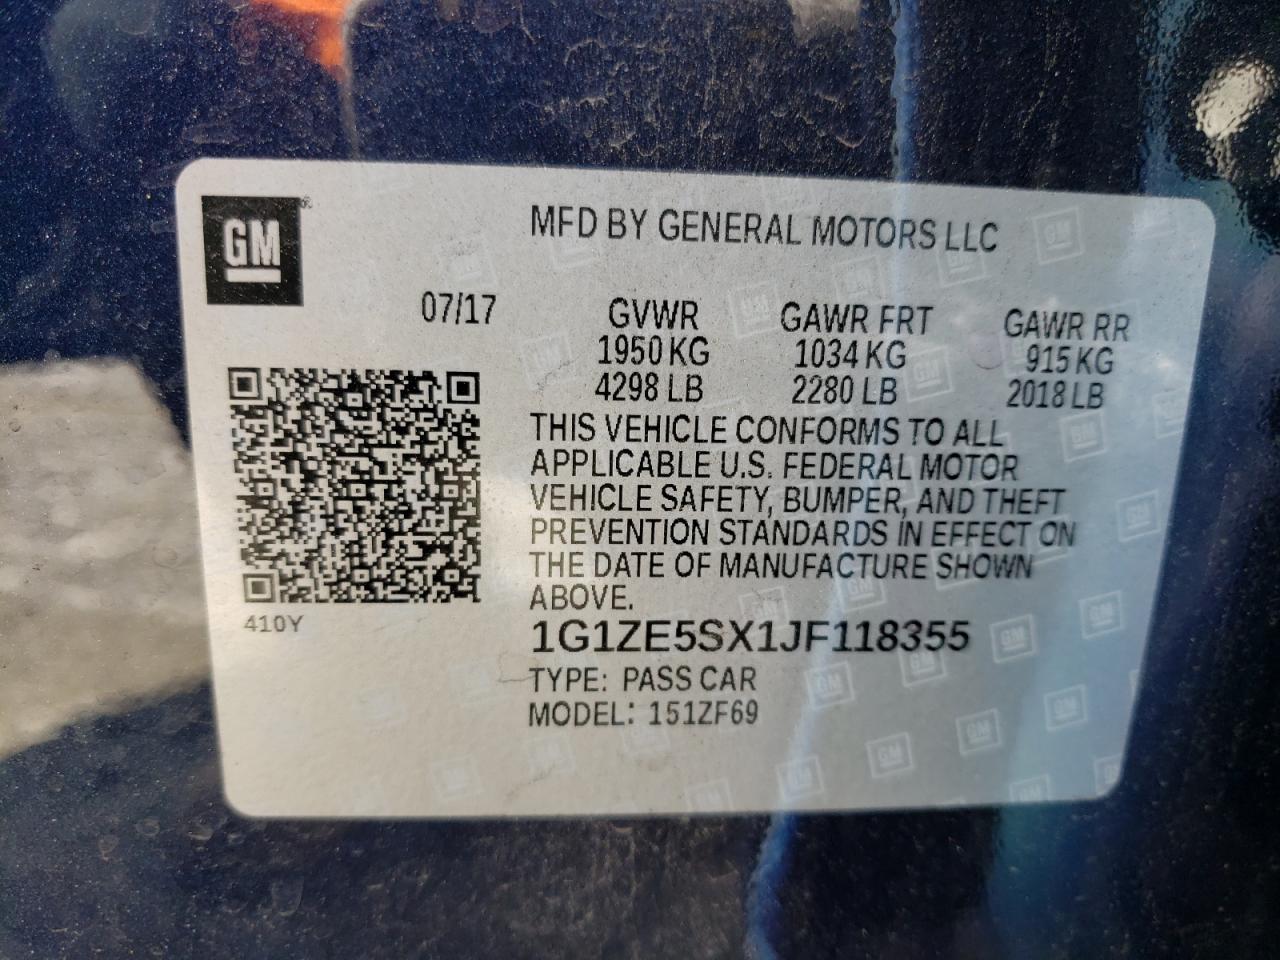 GM
MFD BY GENERAL MOTORS LLC
07/17
GVWR GAWR FRT GAWR RR
1950 KG 1034 KG 915 KG
4298 LB 2280 LB 2018 LB
THIS VEHICLE CONFORMS TO ALL
APPLICABLE U.S. FEDERAL MOTOR
VEHICLE SAFETY, BUMPER, AND THEFT
PREVENTION STANDARDS IN EFFECT ON
THE DATE OF MANUFACTURE SHOWN
ABOVE.
410Y
1G1ZE5SX1JF118355
TYPE: PASS CAR
MODEL: 151ZF69